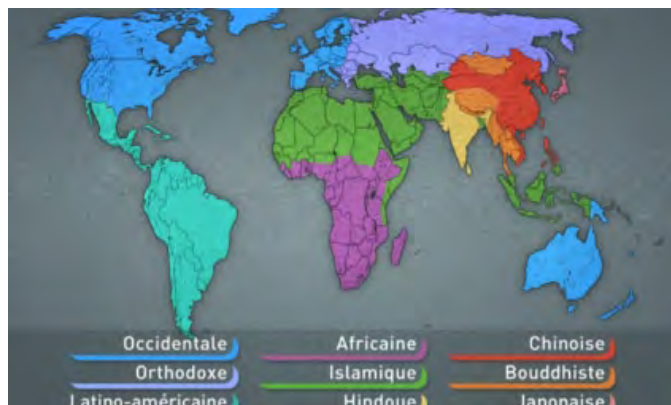 Occidentale Africaine Chinoise
Orthodoxe Islamique Bouddhiste
Latino-américaine Hindoue Japonaise